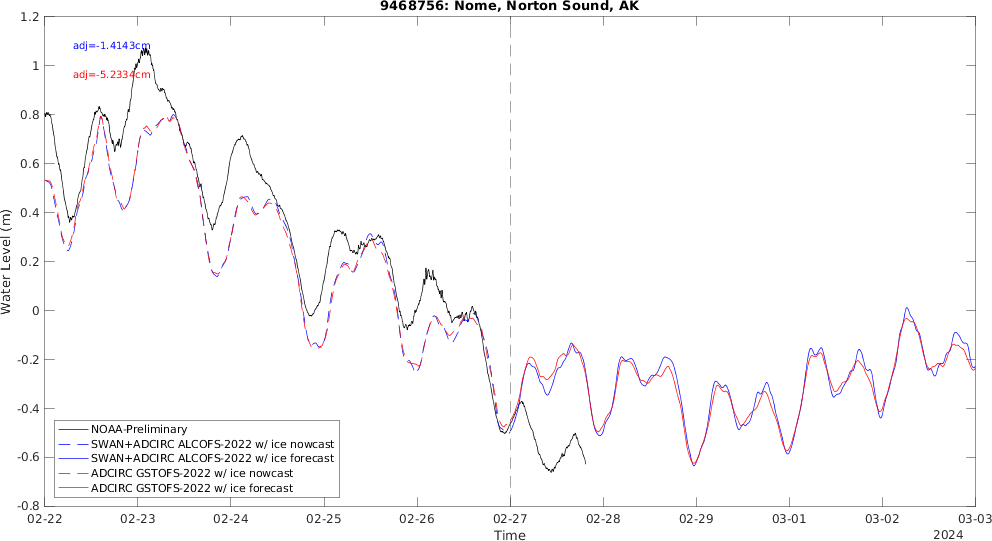 9468756: Nome, Norton Sound, AK
1.2
1
0.8
0.6
0.4
0.2
0
-0.2
-0.4
-0.6
-0.8
Water Level (m)
adj=-1.4143cm
adj=-5.2334cm
NOAA-Preliminary
SWAN+ADCIRC ALCOFS-2022 w/ ice nowcast
SWAN+ADCIRC ALCOFS-2022 w/ ice forecast
ADCIRC GSTOFS-2022 w/ ice nowcast
ADCIRC GSTOFS-2022 w/ ice forecast
02-22 02-23 02-24 02-25 02-26 02-27 02-28 02-29 03-01 03-02 03-03
Time
2024